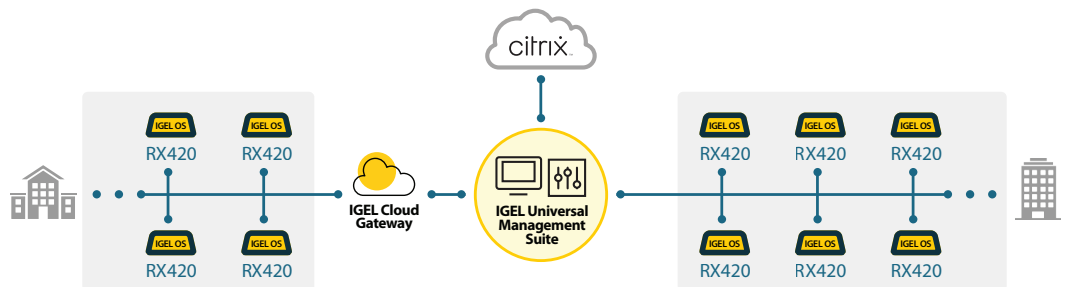 citrix
IGEL OS
IGEL OS
IGEL OS
IGEL OS
IGEL OS
RX420
RX420
RX420
RX420
RX420
IGEL Cloud
Gateway
IGEL Universal
Management
Suite
IGEL OS
IGEL OS
IGEL OS
IGEL OS
IGEL OS
RX420
RX420
RX420
RX420
RX420